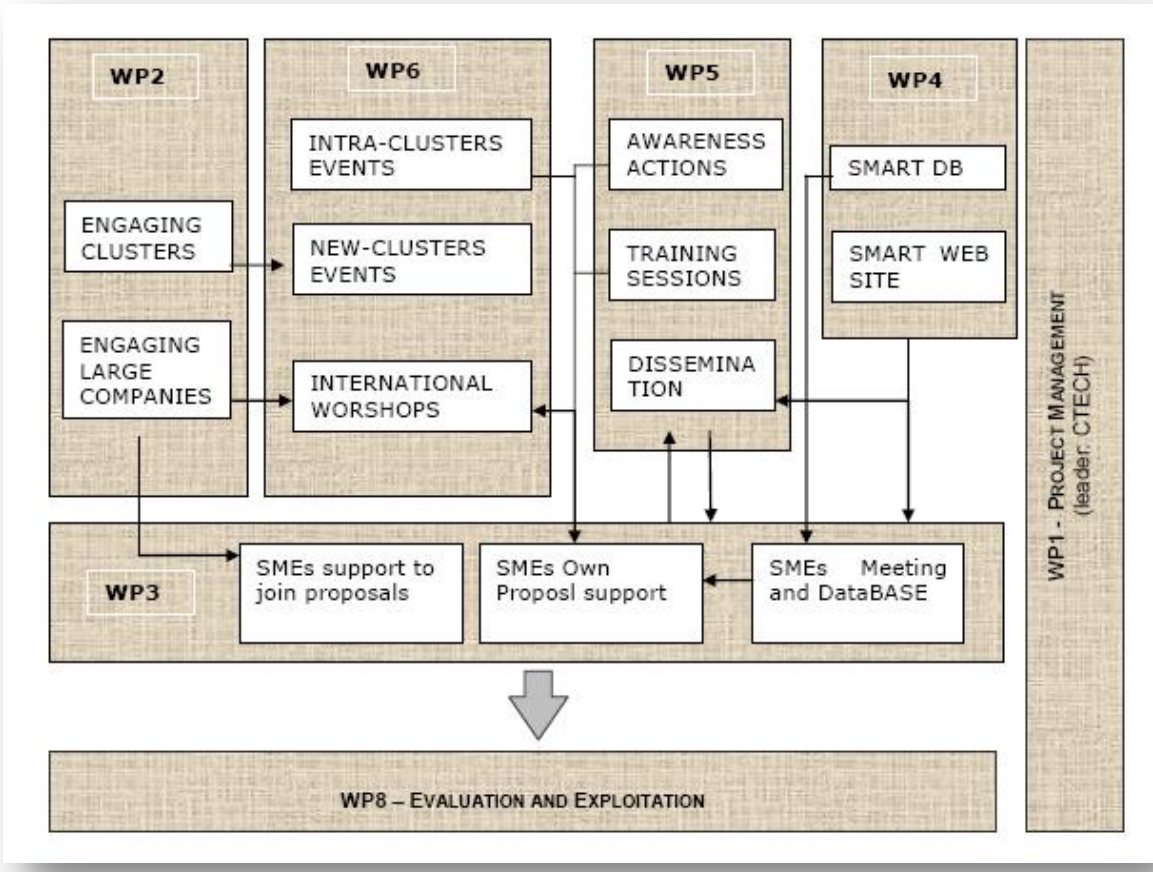 WP2
ENGAGING
CLUSTERS
ENGAGING
LARGE
COMPANIES
WP6
INTRA-CLUSTERS
EVENTS
NEW-CLUSTERS
EVENTS
INTERNATIONAL
WORSHOPS
WP5
AWARENESS
ACTIONS
TRAINING
SESSIONS
DISSEMINA
TION
WP4
SMART DB
SMART WEB
SITE
WP3
SMEs support to
join proposals
SMEs Own
Proposl support
SMEs Meeting
and DataBASE
WP8 – EVALUATION AND EXPLOITATION
WP1 - PROJECT MANAGEMENT
(leader: CTECH)